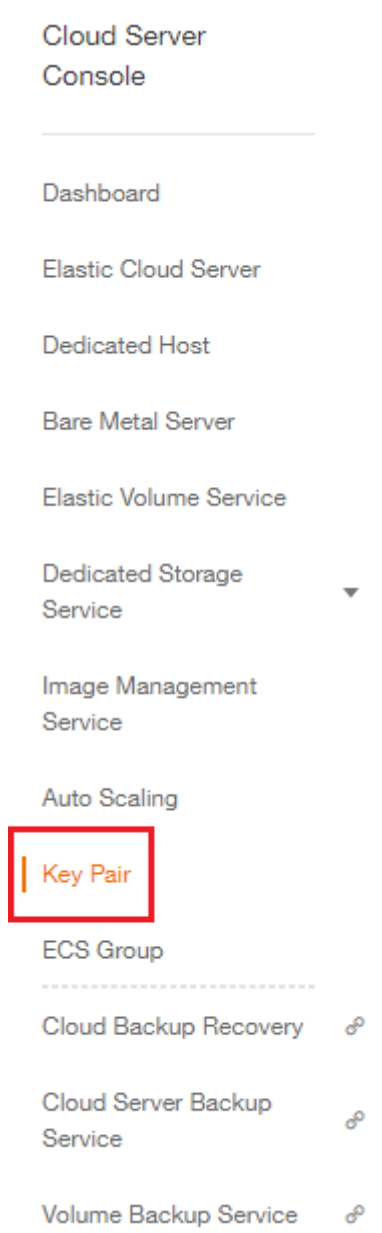 Cloud Server
Console
Dashboard
Elastic Cloud Server
Dedicated Host
Bare Metal Server
Elastic Volume Service
Dedicated Storage
Service
Image Management
Service
Auto Scaling
Key Pair
ECS Group
Cloud Backup Recovery
Cloud Server Backup
Service
Volume Backup Service